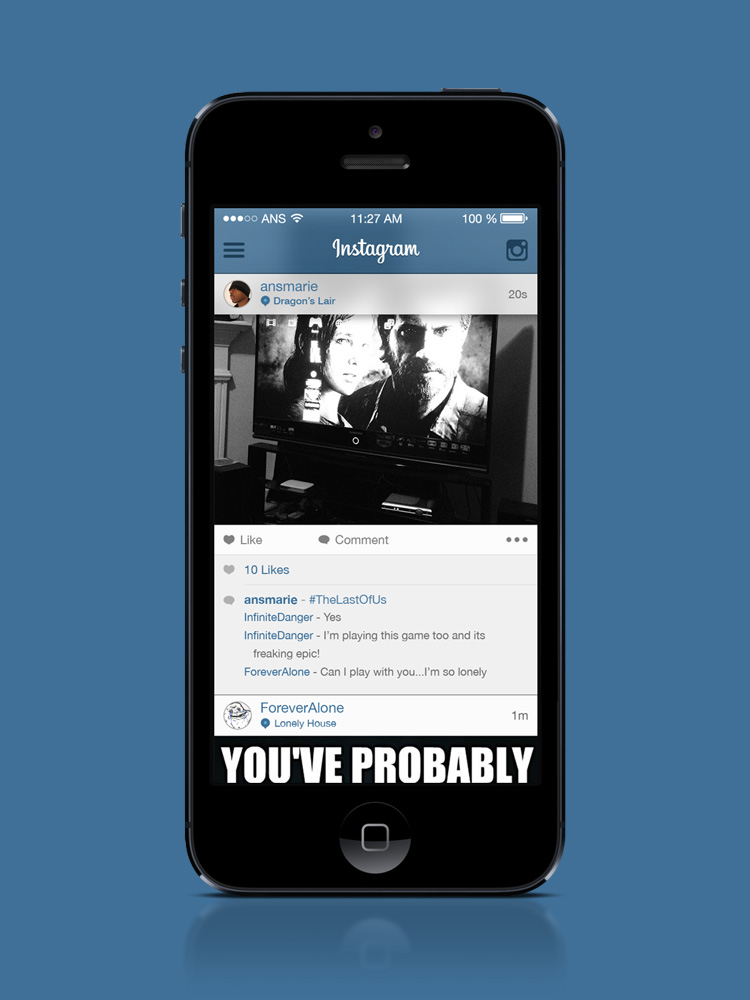 ANS 11:27 AM 100 %
Instagram
ansmarie
Dragon's Lair 20s
Like Comment
10 Likes
ansmarie - #TheLastOfUs
InfiniteDanger - Yes
InfiniteDanger - I'm playing this game too and its
freaking epic!
ForeverAlone - Can I play with you...I'm so lonely
ForeverAlone
Lonely House 1m
YOU'VE PROBABLY